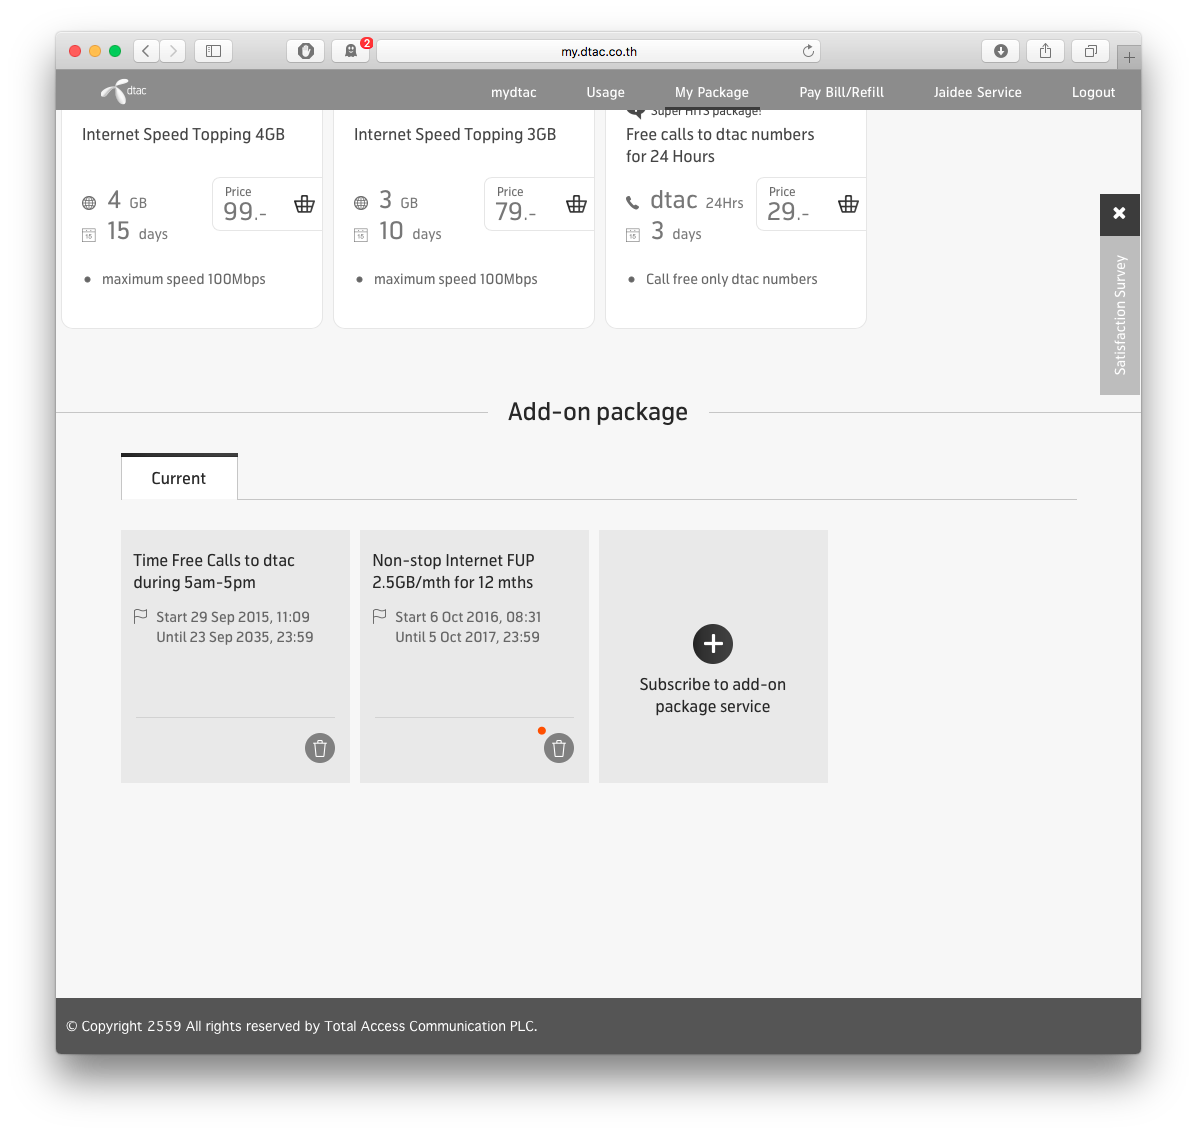 2
my.dtac.co.th
dtac
mydtac
Usage
My Package
Pay Bill/Refill
Jaidee Service
Logout
Internet Speed Topping 4GB
4 GB
15 days
Price
99.-
maximum speed 100Mbps
Internet Speed Topping 3GB
3 GB
10 days
Price
79.-
maximum speed 100Mbps
Super HITS package!
Free calls to dtac numbers
for 24 Hours
dtac 24Hrs
3 days
Price
29.-
Call free only dtac numbers
Satisfaction Survey
Add-on package
Current
Time Free Calls to dtac
during 5am-5pm
Start 29 Sep 2015, 11:09
Until 23 Sep 2035, 23:59
Non-stop Internet FUP
2.5GB/mth for 12 mths
Start 6 Oct 2016, 08:31
Until 5 Oct 2017, 23:59
Subscribe to add-on
package service
© Copyright 2559 All rights reserved by Total Access Communication PLC.